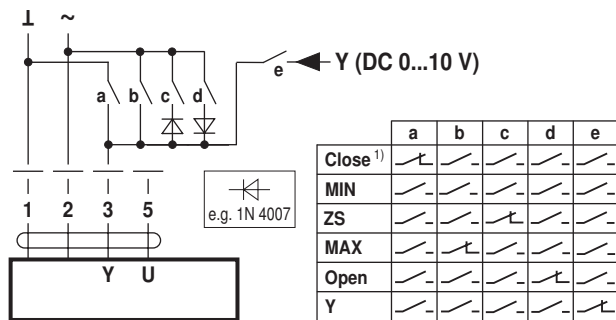 ⊥ ~
e Y (DC 0...10 V)
a b c d
1 2 3 5
e.g. 1N 4007
Y U
a b c d e
Close 1)
MIN
ZS
MAX
Open
Y